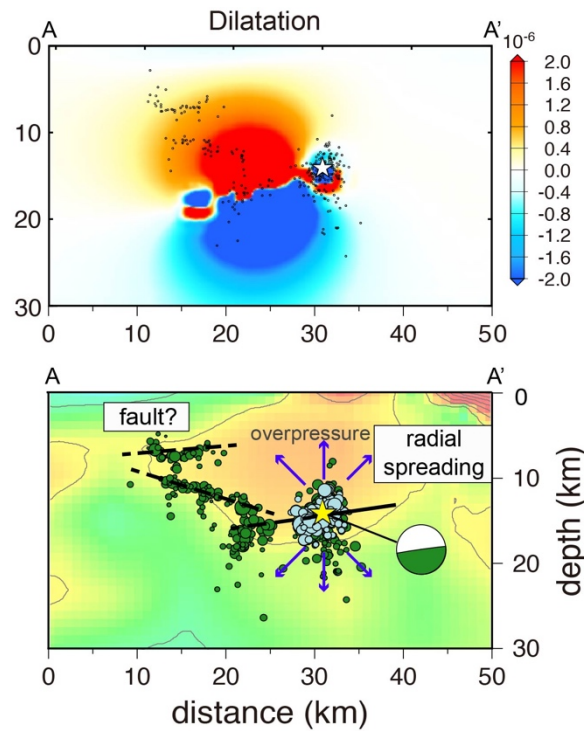 Dilatation
A A'
10-6
0
10
20
30
0 10 20 30 40 50
2.0
1.6
1.2
0.8
0.4
0.0
-0.4
-0.8
-1.2
-1.6
-2.0
A A'
fault?
overpressure
radial
spreading
0
10
20
30
depth (km)
0 10 20 30 40 50
distance (km)